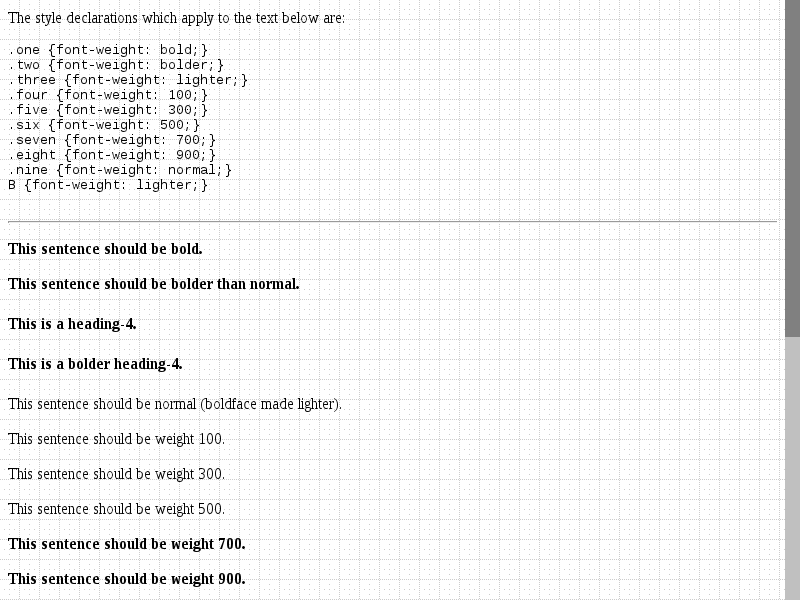 The style declarations which apply to the text below are:
.one {font-weight: bold;}
.two {font-weight: bolder;}
.three {font-weight: lighter;}
.four {font-weight: 100;}
.five {font-weight: 300;}
.six {font-weight: 500;}
.seven {font-weight: 700;}
.eight {font-weight: 900;}
.nine {font-weight: normal;}
B {font-weight: lighter;}
This sentence should be bold.
This sentence should be bolder than normal.
This is a heading-4.
This is a bolder heading-4.
This sentence should be normal (boldface made lighter).
This sentence should be weight 100.
This sentence should be weight 300.
This sentence should be weight 500.
This sentence should be weight 700.
This sentence should be weight 900.